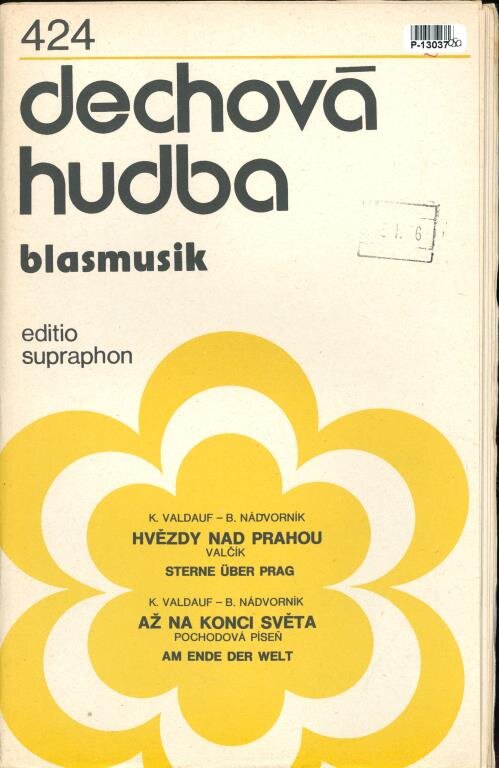 424
P-13037
dechová
hudba
6
blasmusik
editio
supraphon
K. VALDAUF – B. NÁDVORNÍK
HVĚZDY NAD PRAHOU
VALČÍK
STERNE ÜBER PRAG
K. VALDAUF – B. NÁDVORNÍK
AŽ NA KONCI SVĚTA
POCHODOVÁ PÍSEŇ
AM ENDE DER WELT